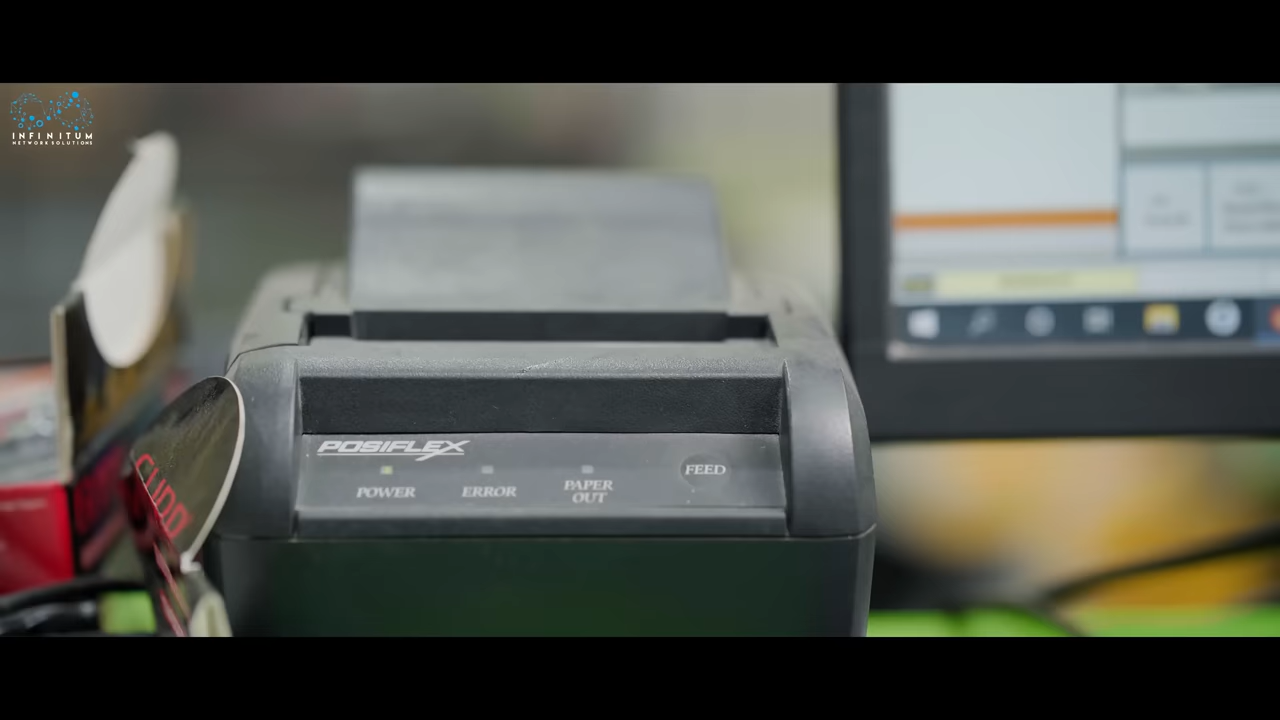 INFINITUM
NETWORK SOLUTIONS
POSIFLEX
POWER
ERROR
PAPER
OUT
FEED